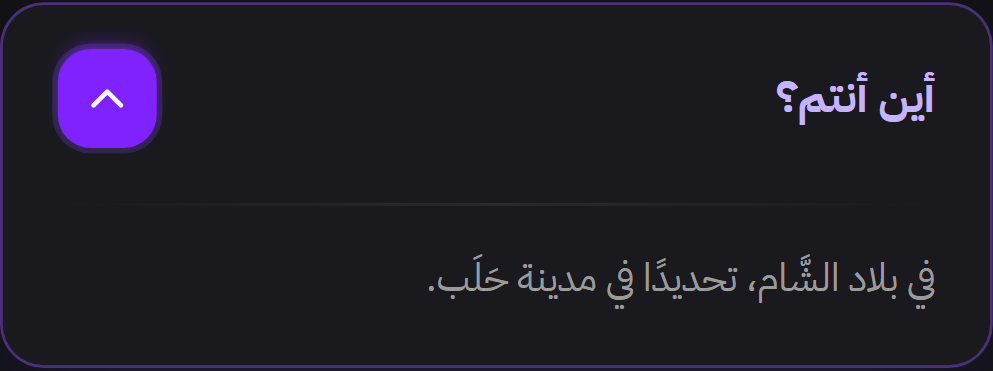 أين أنتم؟
في بلاد الشَّام، تحديدًا في مدينة حَلَب.